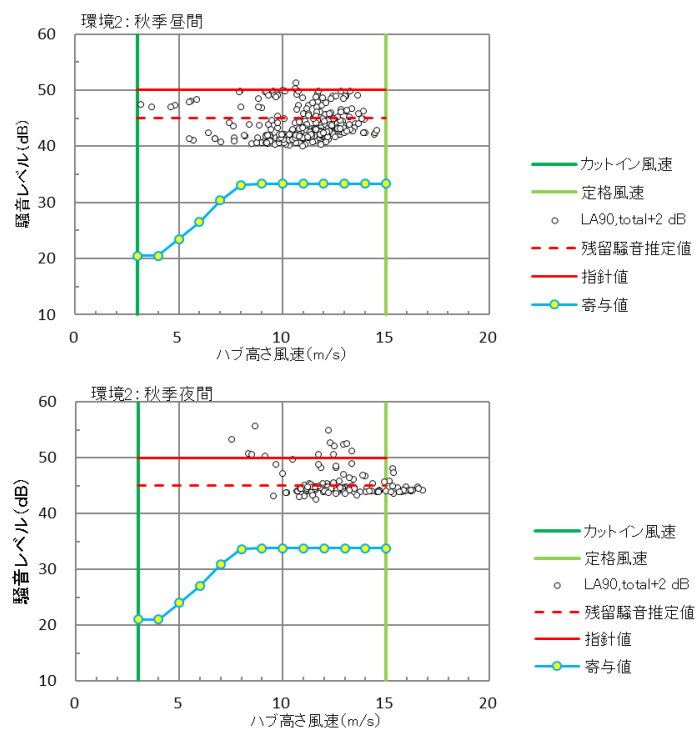 環境2：秋季昼間
60
50
40
30
20
10
騒音レベル(dB)
0
5
10
15
20
ハブ高さ風速(m/s)
カットイン風速
定格風速
LA90,total+2 dB
残留騒音推定値
指針値
寄与値
環境2：秋季夜間
60
50
40
30
20
10
騒音レベル(dB)
0
5
10
15
20
ハブ高さ風速(m/s)
カットイン風速
定格風速
LA90,total+2 dB
残留騒音推定値
指針値
寄与値